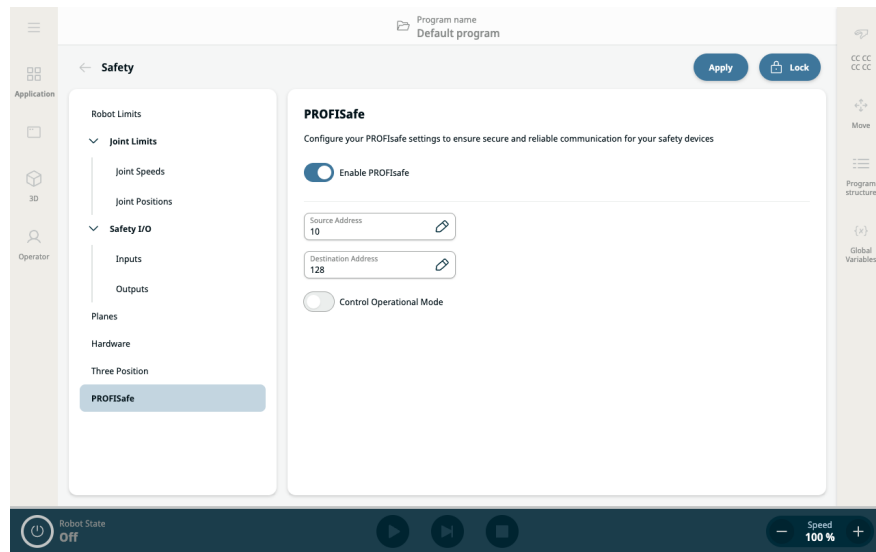 Program name
Default program
Application
3D
Operator
Safety
Apply
Lock
Robot Limits
Joint Limits
Joint Speeds
Joint Positions
Safety I/O
Inputs
Outputs
Planes
Hardware
Three Position
PROFISafe
PROFISafe
Configure your PROFIsafe settings to ensure secure and reliable communication for your safety devices
Enable PROFIsafe
Source Address
10
Destination Address
128
Control Operational Mode
CC CC
CC CC
Move
Program
structure
{x}
Global
Variables
Robot State
Off
Speed
100 %